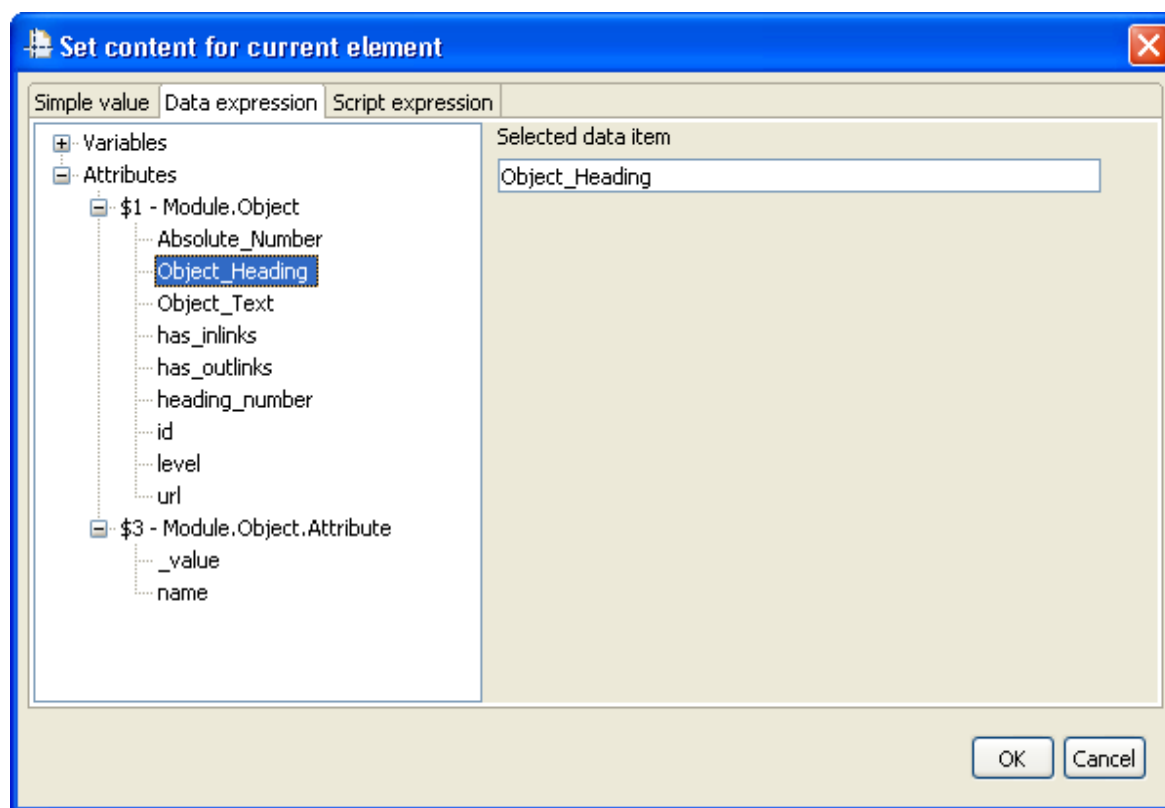 Set content for current element
Simple value Data expression Script expression
Variables
Selected data item
Attributes
Object_Heading
$1 - Module.Object
Absolute_Number
Object_Heading
Object_Text
has_inlinks
has_outlinks
heading_number
id
level
url
$3 - Module.Object.Attribute
_value
name
OK Cancel